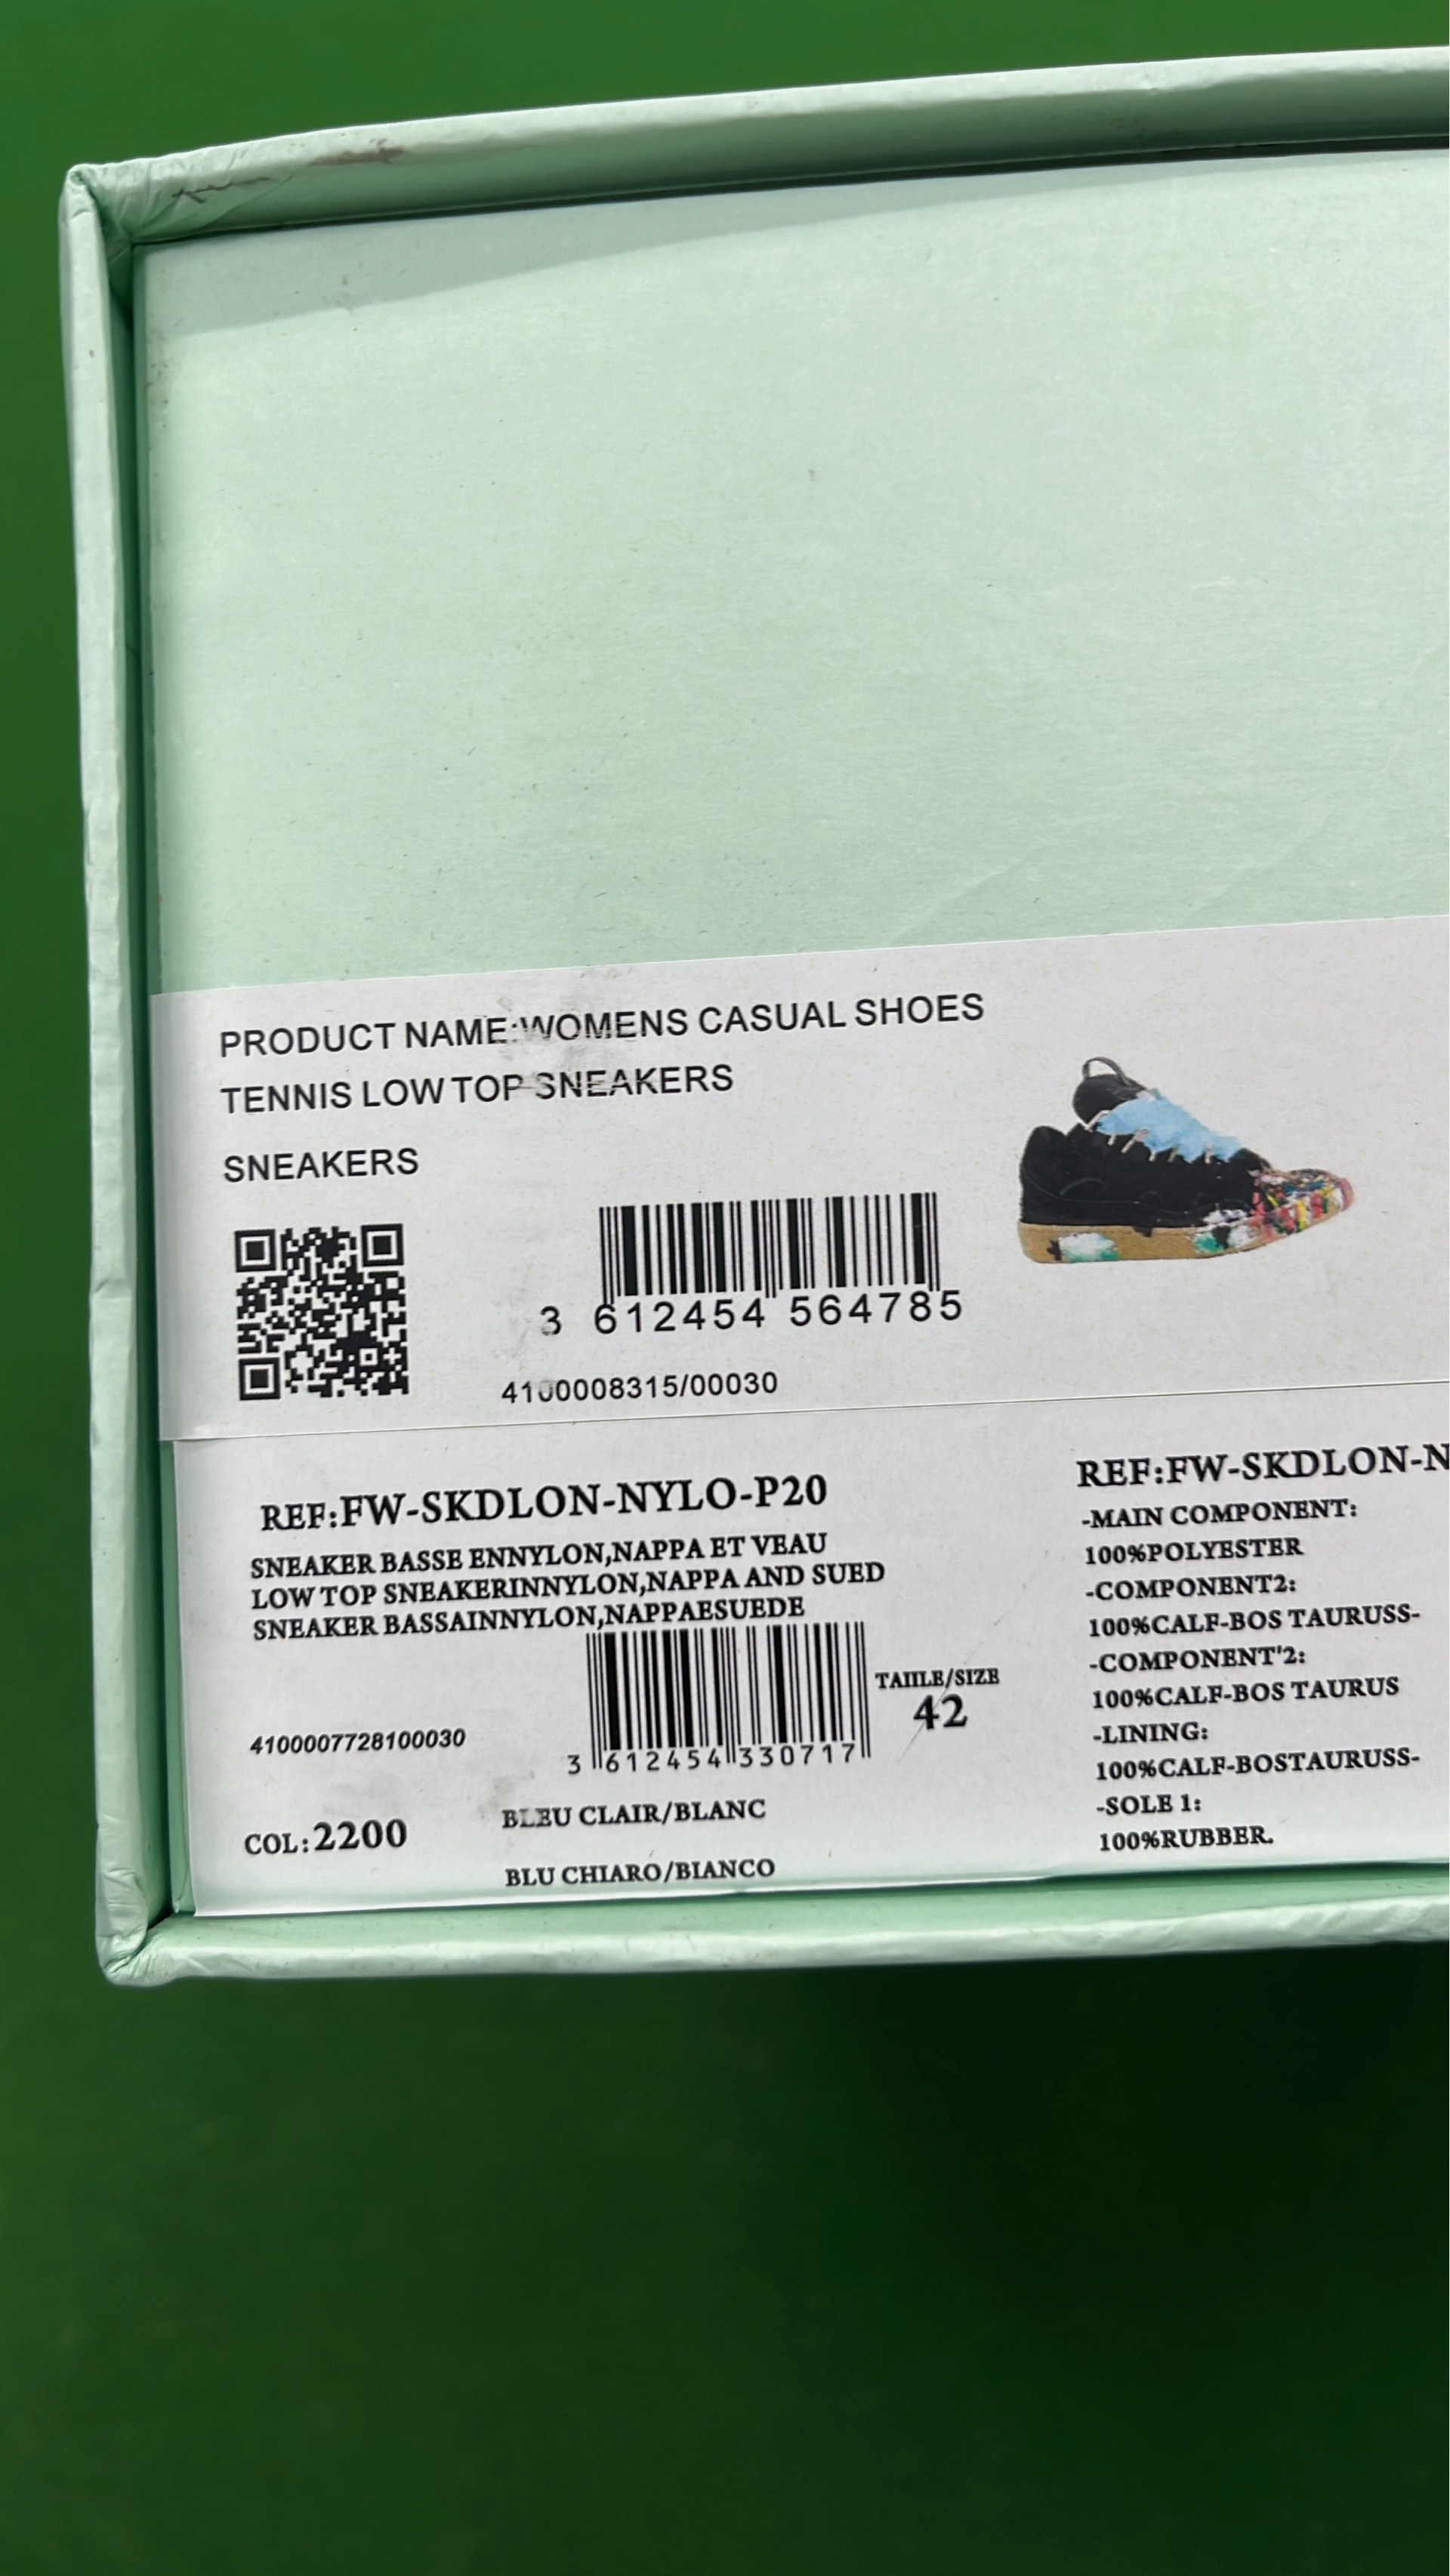 PRODUCT NAME:WOMENS CASUAL SHOES
TENNIS LOW TOP SNEAKERS
SNEAKERS
3 612454 564785
4100008315/00030
REF:FW-SKDLON-NYLO-P20
SNEAKER BASSE ENNYLON,NAPPA ET VEAU
LOW TOP SNEAKERINNYLON,NAPPA AND SUED
SNEAKER BASSAINNYLON,NAPPAESUEDE
TAIILE/SIZE
42
4100007728100030
3 612454 330717
COL:2200
BLEU CLAIR/BLANC
BLU CHIARO/BIANCO
REF:FW-SKDLON-N
-MAIN COMPONENT:
100%POLYESTER
-COMPONENT2:
100%CALF-BOS TAURUSS-
-COMPONENT'2:
100%CALF-BOS TAURUS
-LINING:
100%CALF-BOSTAURUSS-
-SOLE 1:
100%RUBBER.